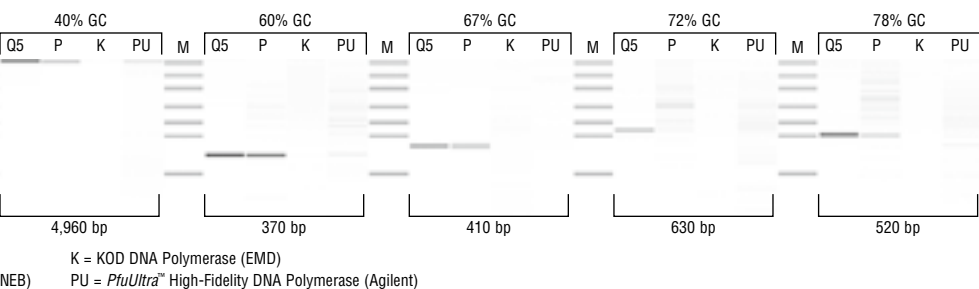 40% GC 60% GC 67% GC 72% GC 78% GC
Q5 P K PU M Q5 P K PU M Q5 P K PU M Q5 P K PU M Q5 P K PU
4,960 bp 370 bp 410 bp 630 bp 520 bp
K = KOD DNA Polymerase (EMD)
NEB) PU = PfuUltra™ High-Fidelity DNA Polymerase (Agilent)